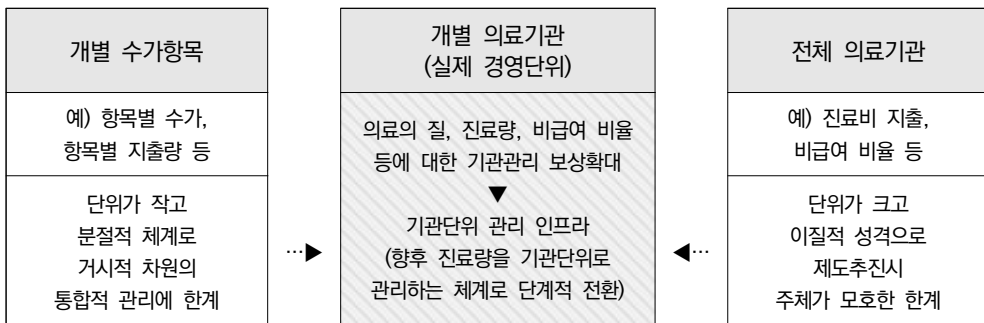 개별 수가항목
예) 항목별 수가,
항목별 지출량 등
단위가 작고
분절적 체계로
거시적 차원의
통합적 관리에 한계
…▶
개별 의료기관
(실제 경영단위)
의료의 질, 진료량, 비급여 비율
등에 대한 기관관리 보상확대
▼
기관단위 관리 인프라
(향후 진료량을 기관단위로
관리하는 체계로 단계적 전환)
◀…
전체 의료기관
예) 진료비 지출,
비급여 비율 등
단위가 크고
이질적 성격으로
제도추진시
주체가 모호한 한계